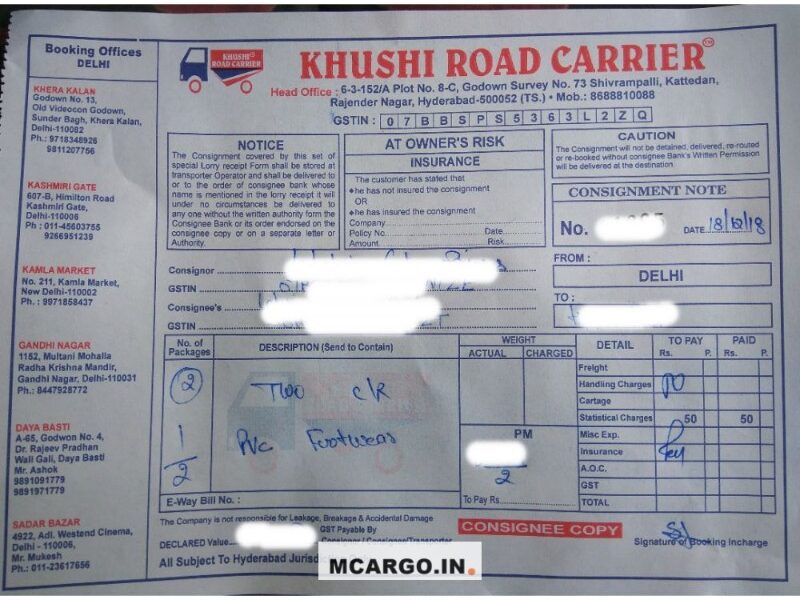 Booking Offices
DELHI
KHERA KALAN
Godown No. 13,
Old Videocon Godown,
Sunder Bagh, Khera Kalan,
Delhi-110082
Ph.: 9718348926
9811207756
KASHMIRI GATE
607-B, Himilton Road
Kashmiri Gate,
Delhi-110006
Ph : 011-45603755
9266951239
KAMLA MARKET
No. 211, Kamla Market,
New Delhi-110002
Ph. : 9971858437
GANDHI NAGAR
1152, Multani Mohalla
Radha Krishna Mandir,
Gandhi Nagar, Delhi-110031
Ph.: 8447928772
DAYA BASTI
A-65, Godwon No. 4,
Dr. Rajeev Pradhan
Wali Gali, Daya Basti
Mr. Ashok
9891091779
9891971779
SADAR BAZAR
4922, Adl. Westend Cinema,
Delhi - 110006,
Mr. Mukesh
Ph.: 011-23617656
KHUSHI ROAD CARRIER
KHUSHI ROAD CARRIER TM
Head Office : 6-3-152/A Plot No. 8-C, Godown Survey No. 73 Shivrampalli, Kattedan,
Rajender Nagar, Hyderabad-500052 (TS.) • Mob.: 8688810088
GSTIN : 07BBSPS5363L2ZQ
NOTICE
The Consignment covered by this set of
special Lorry receipt Form shall be stored at
transporter Operator and shall be delivered to
or to the order of consignee bank whose
name is mentioned in the lorry receipt it will
under no circumstances be delivered to
any one without the written authority form the
Consignee Bank or its order endorsed on the
consignee copy or on a separate letter or
Authority.
AT OWNER'S RISK
INSURANCE
The customer has stated that
he has not insured the consignment
OR
he has insured the consignment
Company
Policy No. Date
Amount Risk
CAUTION
The Consignment will not be detained, delivered, re-routed
or re-booked without consignee Bank's Written Permission
will be delivered at the destination.
CONSIGNMENT NOTE
No. DATE 18/12/18
Consignor
GSTIN
Consignee's
GSTIN
FROM :
DELHI
TO :
No. of Packages DESCRIPTION (Send to Contain) WEIGHT DETAIL TO PAY PAID
ACTUAL CHARGED Rs. P. Rs. P.
2 Two C/R
1/2 PVC Footwears
PM
2
To Pay Rs.
Freight
Handling Charges
Cartage
Statistical Charges 50 50
Misc Exp.
Insurance
A.O.C.
GST
TOTAL
E-Way Bill No. :
The Company is not responsible for Leakage, Breakage & Accidental Damage
GST Payable By
DECLARED Value Consignor / Consignee/Transporter
All Subject To Hyderabad Jurisdi
CONSIGNEE COPY
Signature of Booking Incharge
MCARGO.IN.